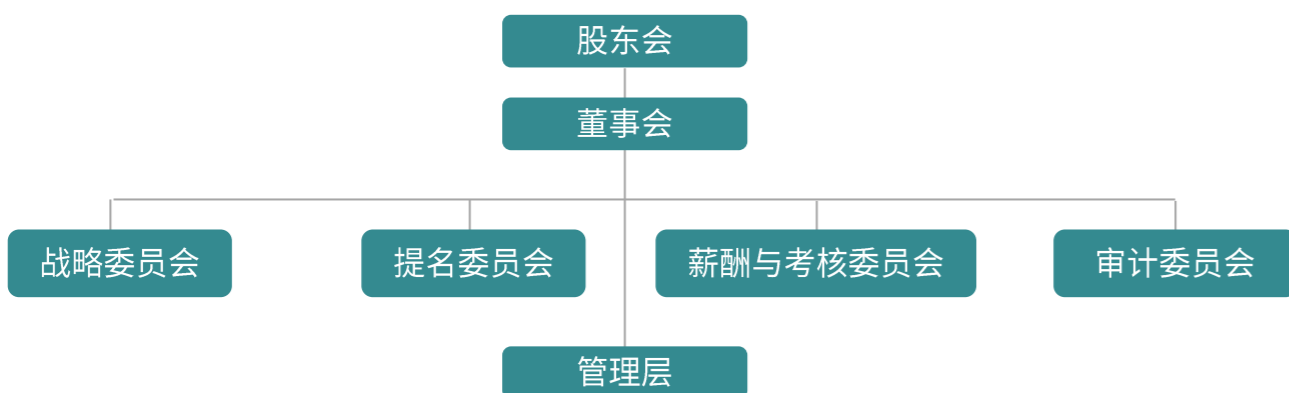 股东会
董事会
战略委员会
提名委员会
薪酬与考核委员会
审计委员会
管理层